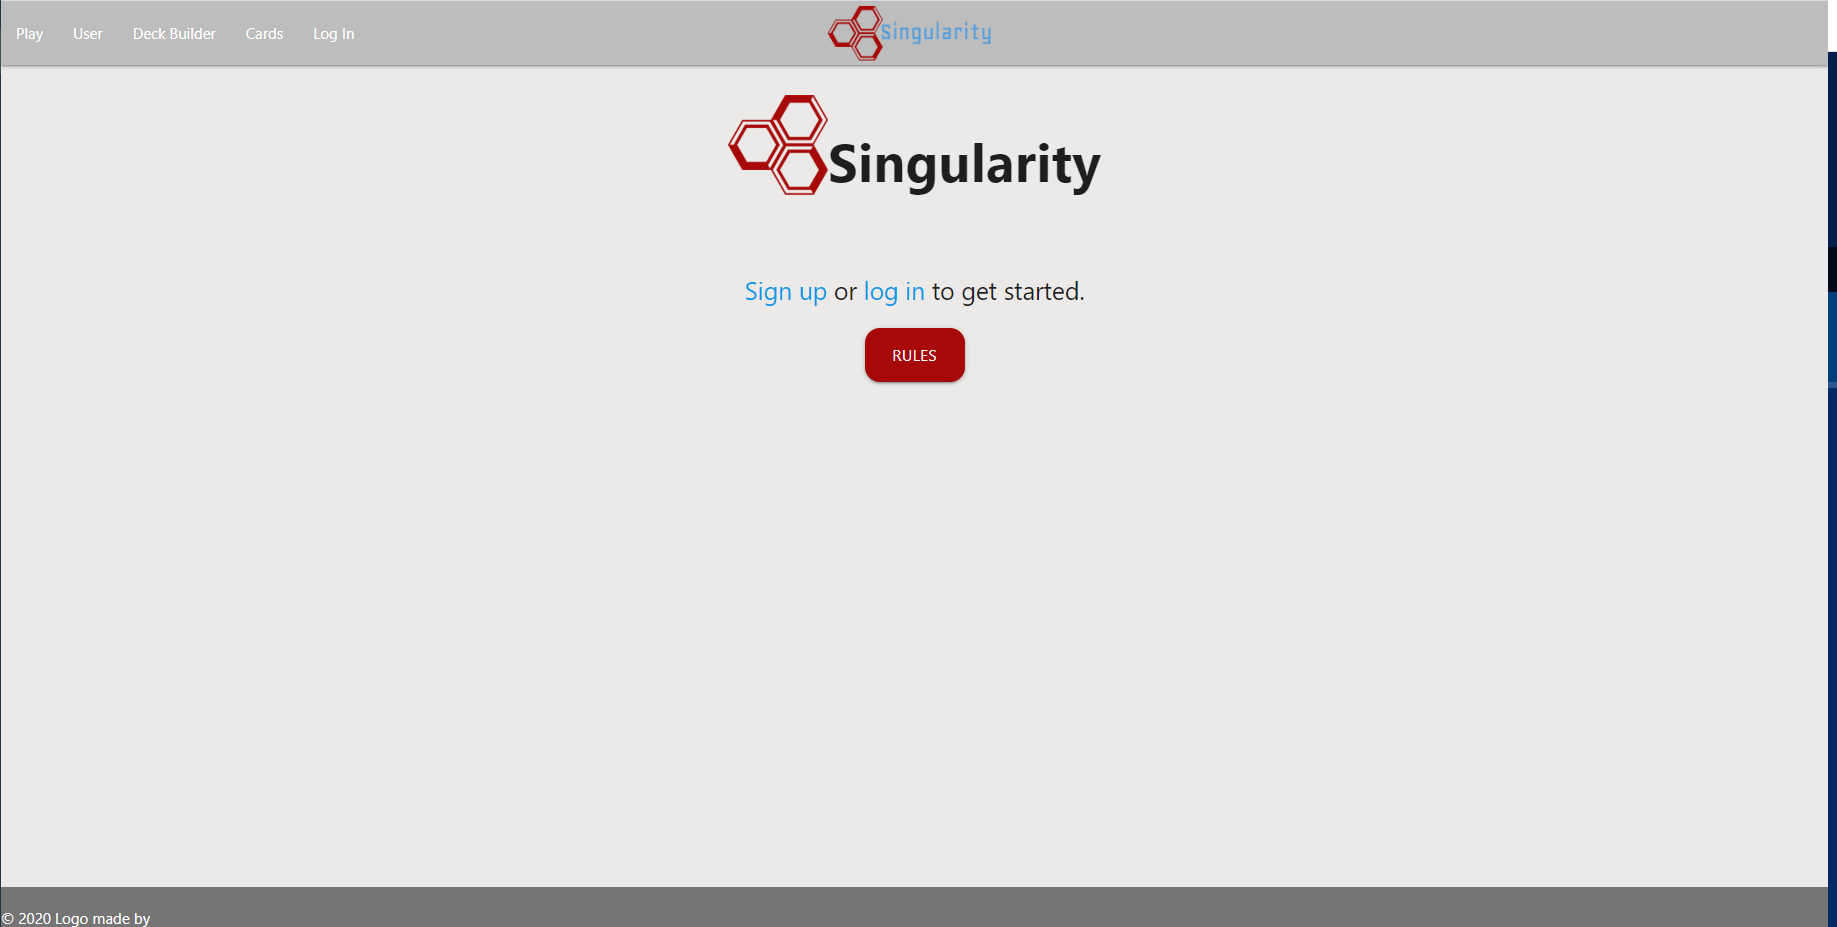 Play User Deck Builder Cards Log In Singularity
Singularity
Sign up or log in to get started.
RULES
© 2020 Logo made by